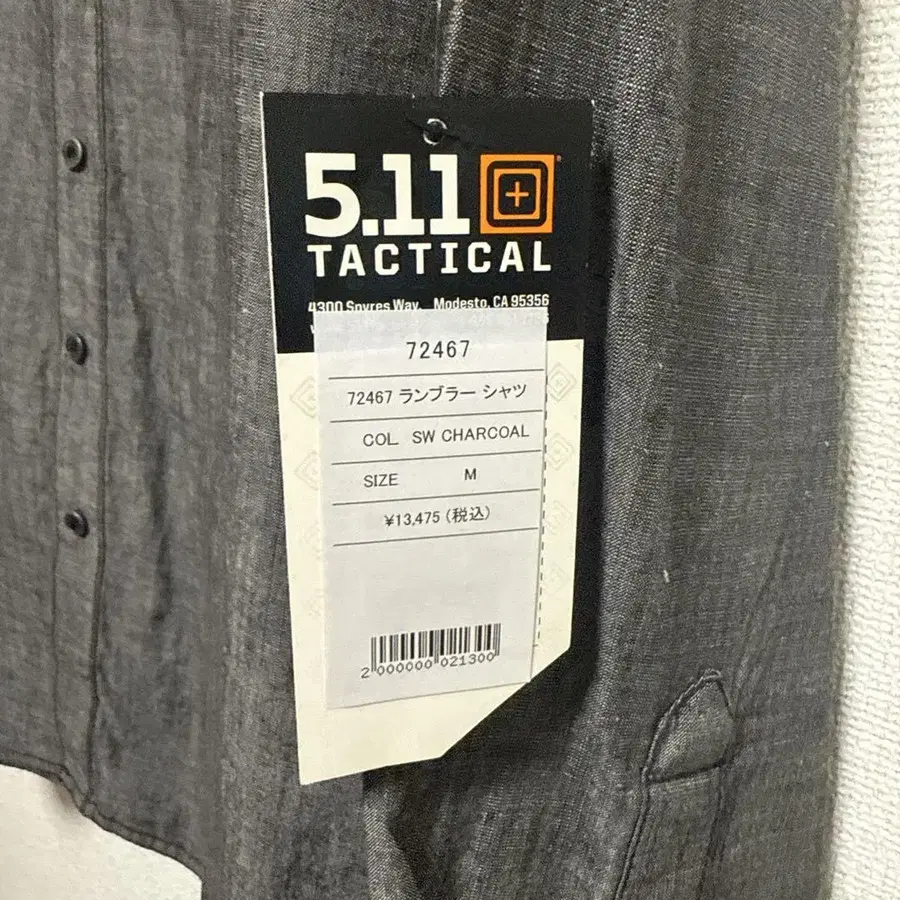 5.11
TACTICAL
4300 Spyres Way, Modesto, CA 95356
72467
72467 ランブラー シャツ
COL. SW CHARCOAL
SIZE M
¥13,475 (税込)
2 000000 021300